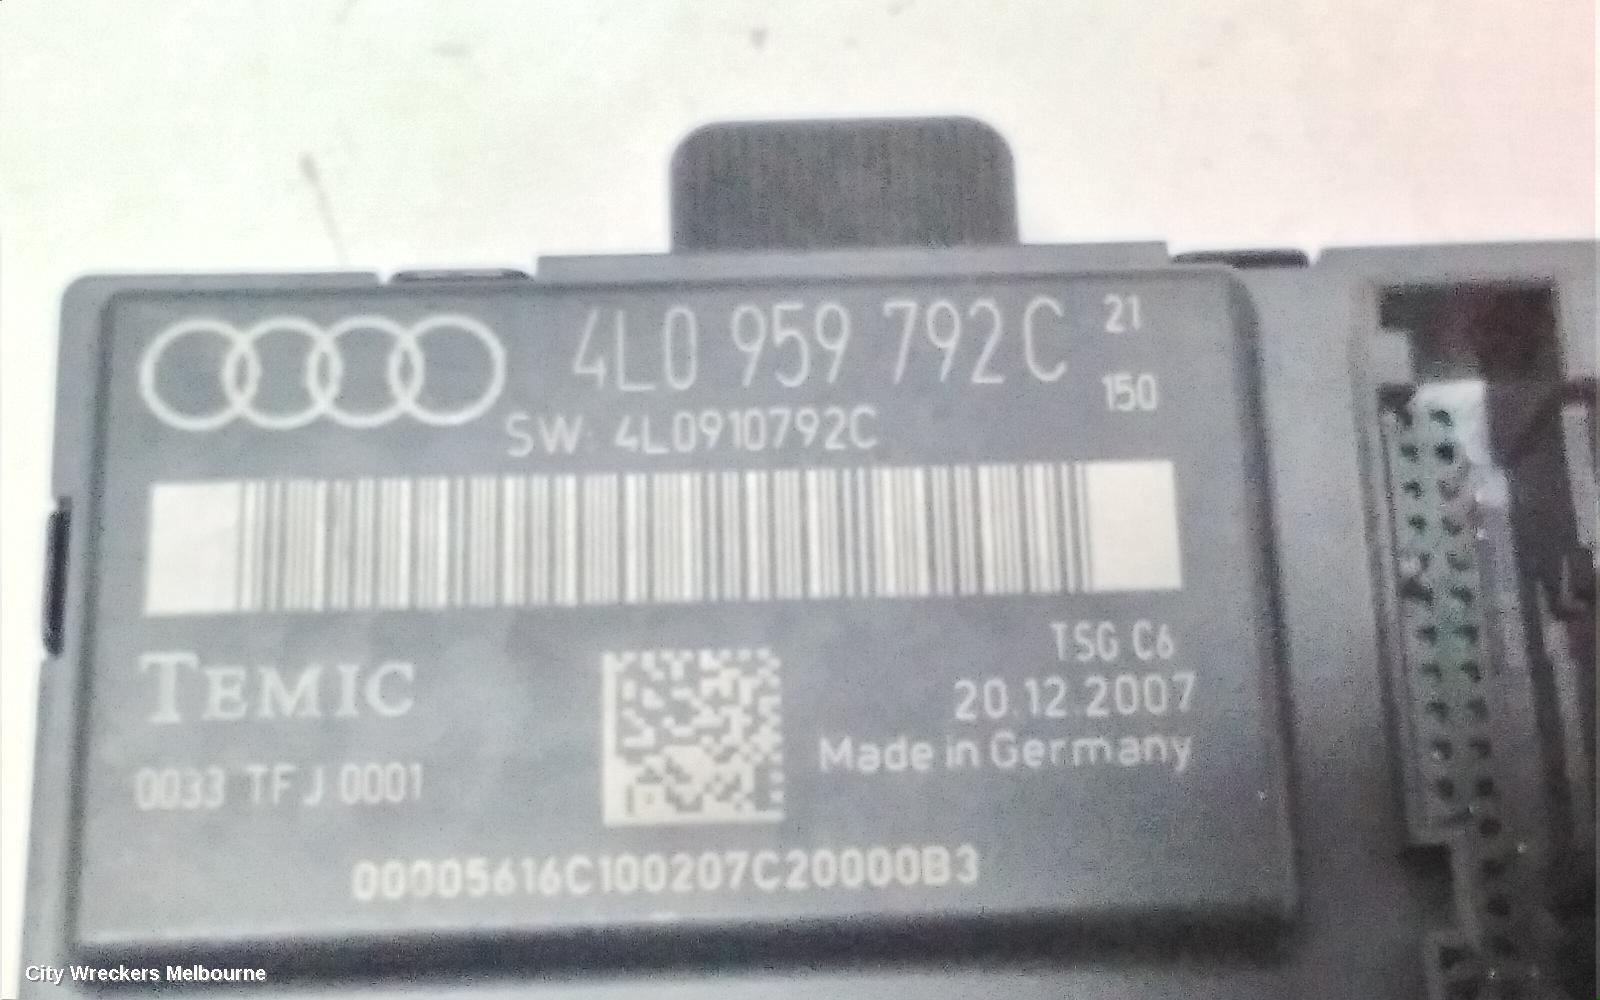 4L0 959 792 C 21
150
SW: 4L0910792C
TEMIC
TSG C6
20.12.2007
Made in Germany
0033 TFJ 0001
00005616C100207C20000B3
City Wreckers Melbourne